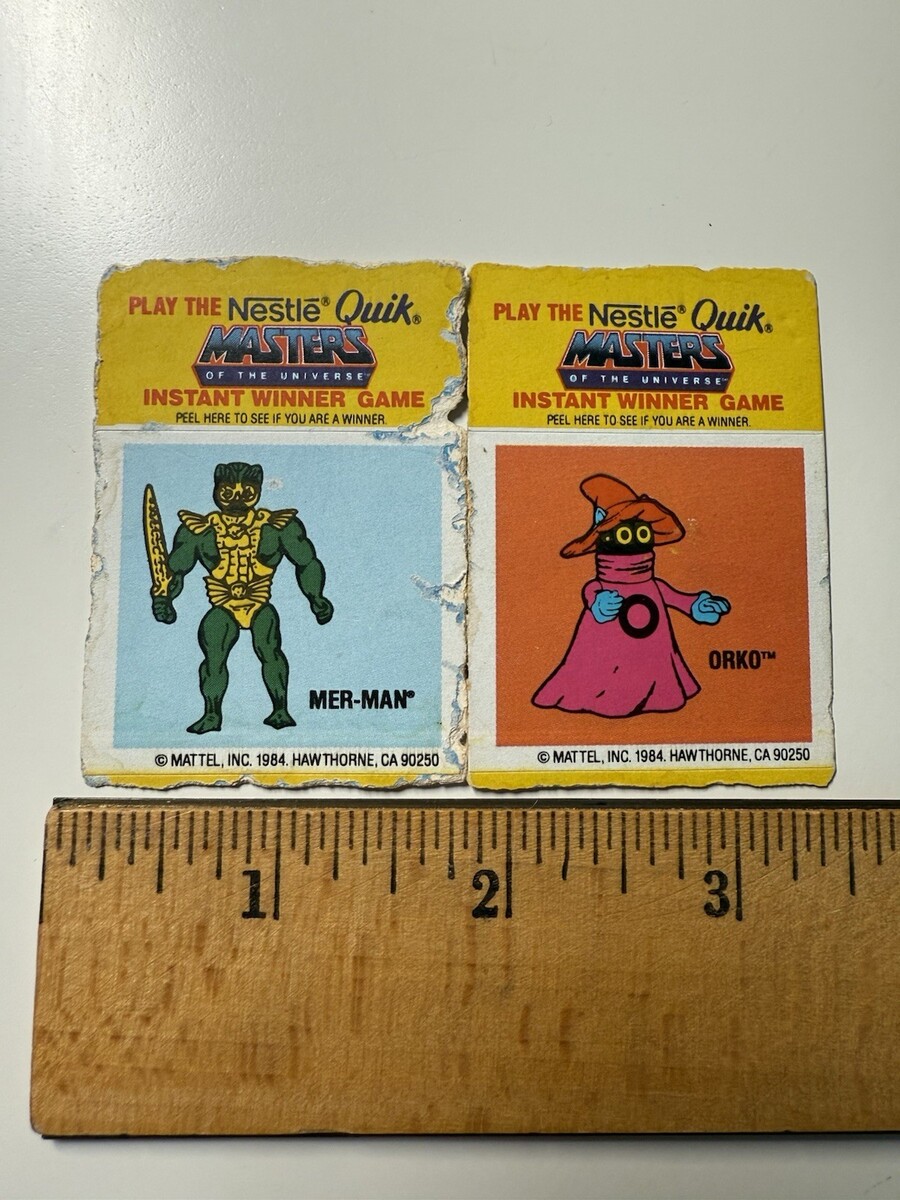 PLAY THE Nestlé® Quik®
MASTERS
OF THE UNIVERSE™
INSTANT WINNER GAME
PEEL HERE TO SEE IF YOU ARE A WINNER.
MER-MAN®
© MATTEL, INC. 1984. HAWTHORNE, CA 90250
PLAY THE Nestlé® Quik®
MASTERS
OF THE UNIVERSE™
INSTANT WINNER GAME
PEEL HERE TO SEE IF YOU ARE A WINNER.
ORKO™
© MATTEL, INC. 1984. HAWTHORNE, CA 90250
1 2 3